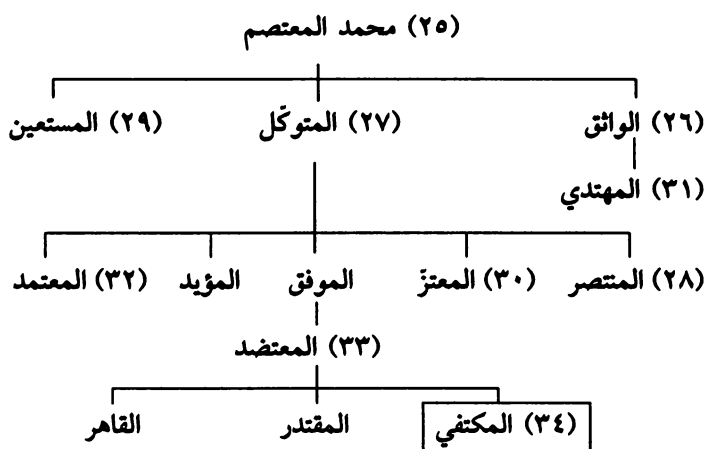 (٢٥) محمد المعتصم
(٢٦) الواثق (٢٧) المتوكّل (٢٩) المستعين
(٣١) المهتدي
(٢٨) المنتصر (٣٠) المعتزّ الموفق المؤيد (٣٢) المعتمد
(٣٣) المعتضد
(٣٤) المكتفي المقتدر القاهر